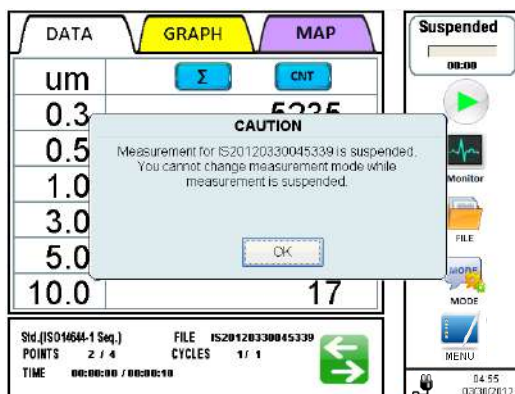 DATA
GRAPH
MAP
um
Σ
CNT
0.3
0.5
1.0
3.0
5.0
10.0
17
CAUTION
Measurement for IS20120330045339 is suspended.
You cannot change measurement mode while
measurement is suspended.
OK
Std.(ISO14644-1 Seq.)
FILE IS20120330045339
POINTS 2 / 4
CYCLES 1/ 1
TIME 00:00:00 / 00:00:10
Suspended
00:00
Monitor
FILE
MODE
MODE
MENU
04:55
03/30/2012